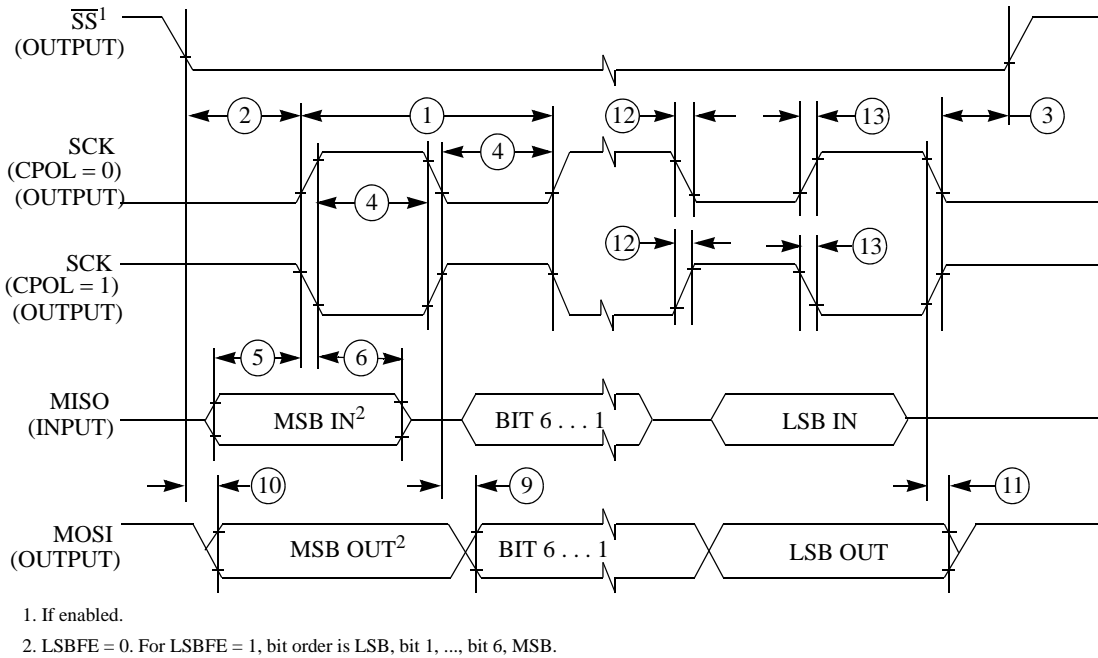 SS¹
(OUTPUT)
2
1
12
13
3
SCK
(CPOL = 0)
(OUTPUT)
4
4
12
13
SCK
(CPOL = 1)
(OUTPUT)
5
6
MISO
(INPUT)
MSB IN²
BIT 6 . . . 1
LSB IN
10
9
11
MOSI
(OUTPUT)
MSB OUT²
BIT 6 . . . 1
LSB OUT
1. If enabled.
2. LSBFE = 0. For LSBFE = 1, bit order is LSB, bit 1, ..., bit 6, MSB.